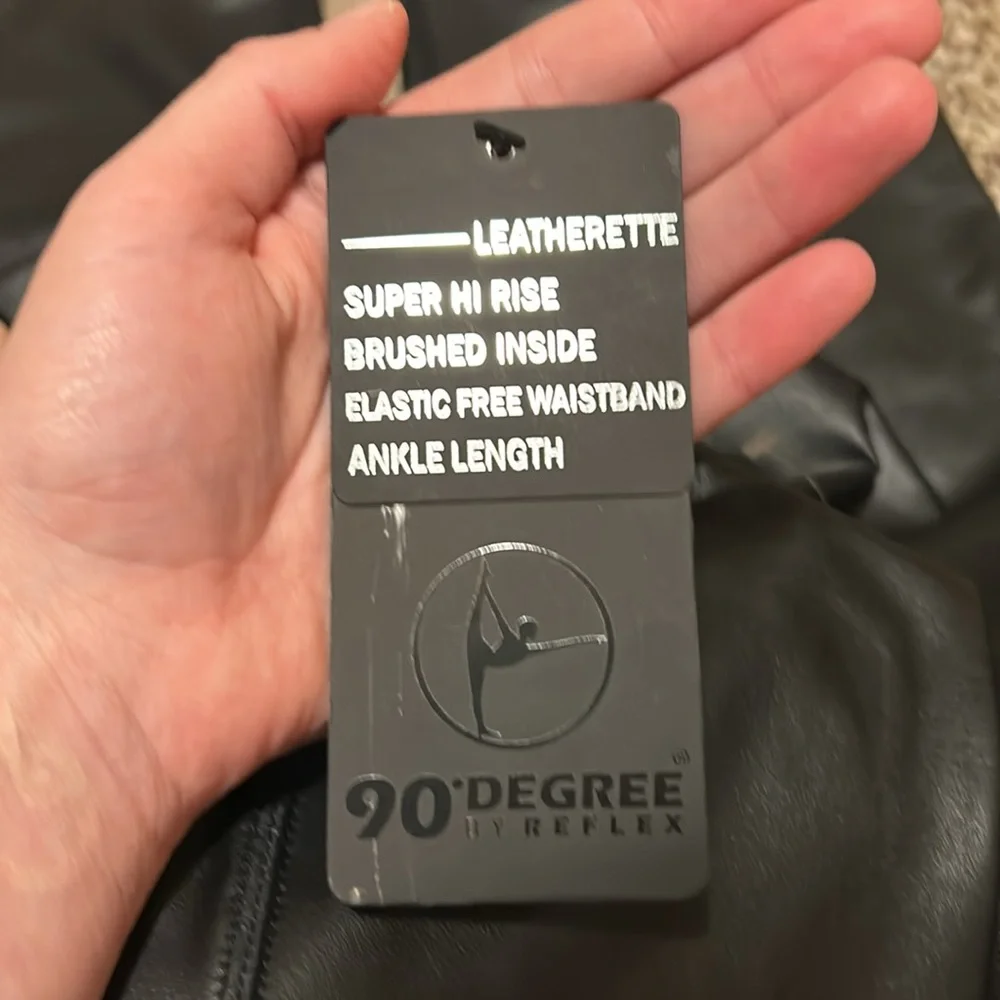 LEATHERETTE
SUPER HI RISE
BRUSHED INSIDE
ELASTIC FREE WAISTBAND
ANKLE LENGTH
90°DEGREE®
BY REFLEX